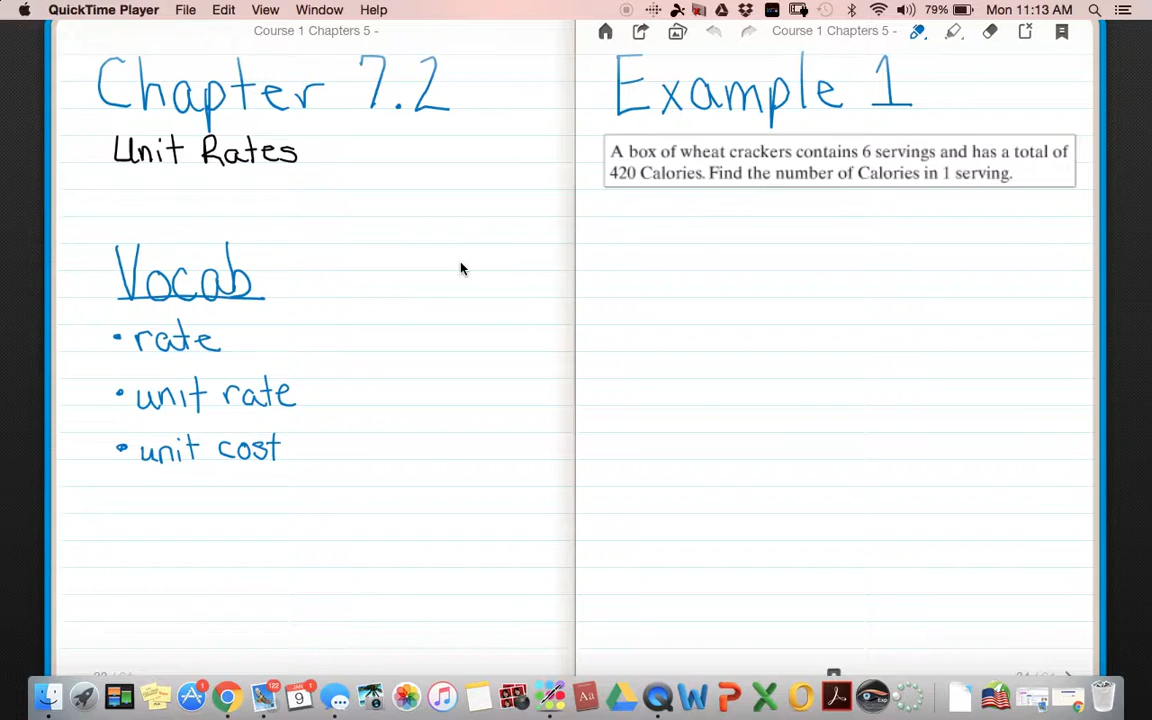 QuickTime Player File Edit View Window Help 79% Mon 11:13 AM
Course 1 Chapters 5 -
Chapter 7.2
Unit Rates
Vocab
• rate
• unit rate
• unit cost
Course 1 Chapters 5 -
Example 1
A box of wheat crackers contains 6 servings and has a total of
420 Calories. Find the number of Calories in 1 serving.